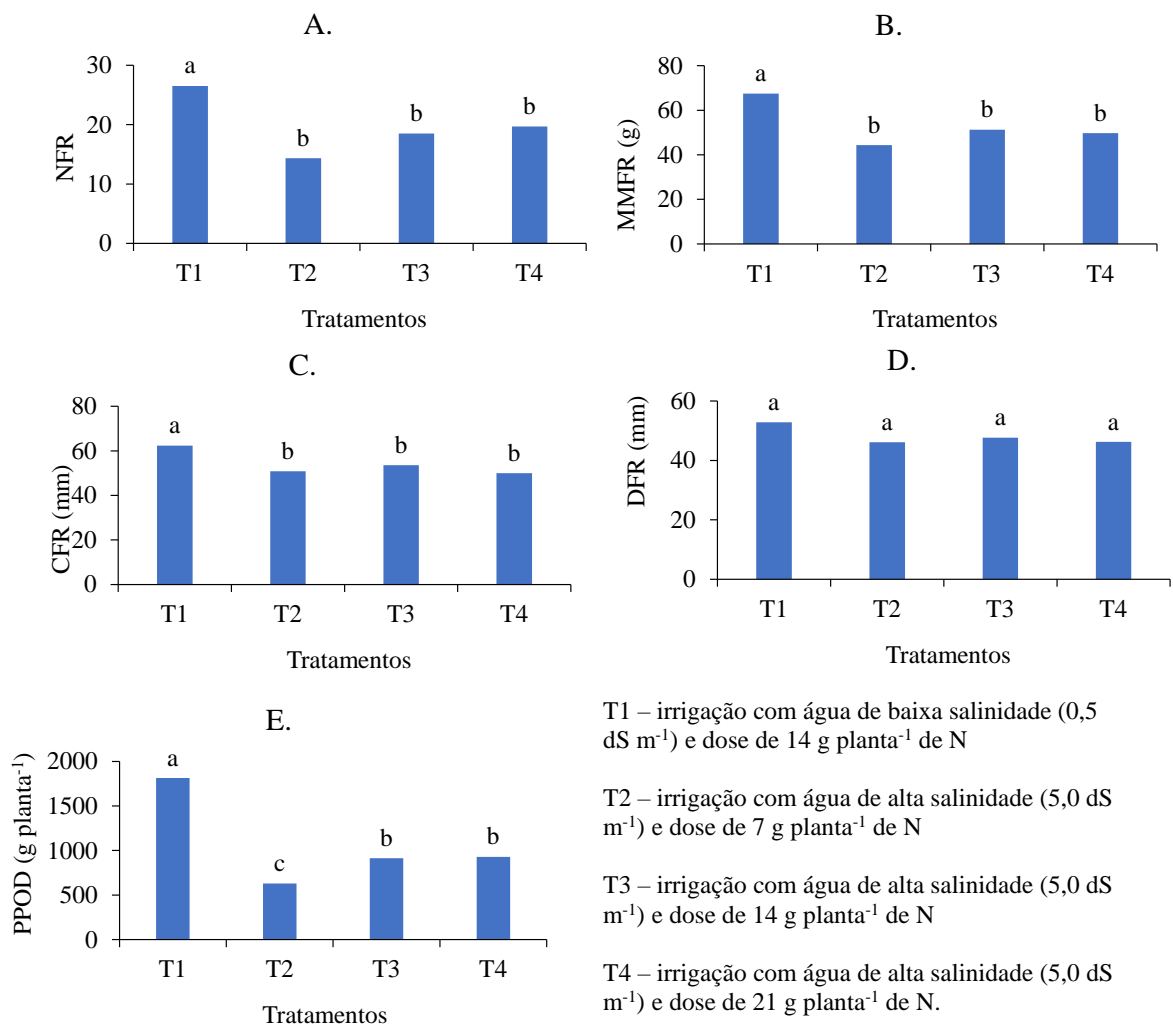 A.
30
20
10
0
NFR
a
b
b
b
T1 T2 T3 T4
Tratamentos
B.
80
60
40
20
0
MMFR (g)
a
b
b
b
T1 T2 T3 T4
Tratamentos
C.
80
60
40
20
0
CFR (mm)
a
b
b
b
T1 T2 T3 T4
Tratamentos
D.
60
40
20
0
DFR (mm)
a
a
a
a
T1 T2 T3 T4
Tratamentos
E.
2000
1500
1000
500
0
PPOD (g planta⁻¹)
a
c
b
b
T1 T2 T3 T4
Tratamentos
T1 – irrigação com água de baixa salinidade (0,5
dS m⁻¹) e dose de 14 g planta⁻¹ de N
T2 – irrigação com água de alta salinidade (5,0 dS
m⁻¹) e dose de 7 g planta⁻¹ de N
T3 – irrigação com água de alta salinidade (5,0 dS
m⁻¹) e dose de 14 g planta⁻¹ de N
T4 – irrigação com água de alta salinidade (5,0 dS
m⁻¹) e dose de 21 g planta⁻¹ de N.